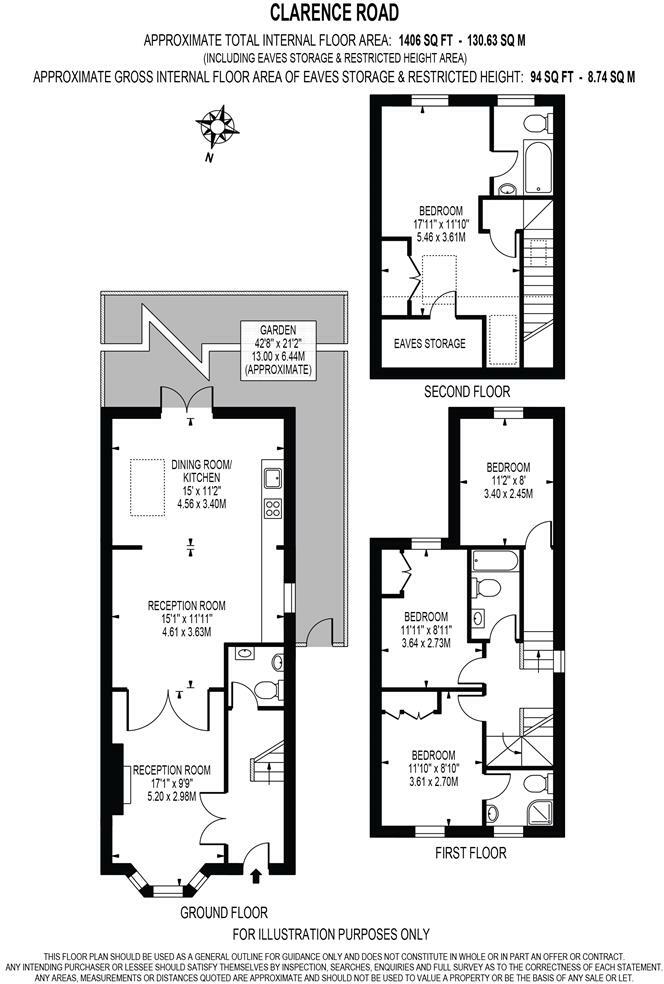 CLARENCE ROAD
APPROXIMATE TOTAL INTERNAL FLOOR AREA: 1406 SQ FT - 130.63 SQ M
(INCLUDING EAVES STORAGE & RESTRICTED HEIGHT AREA)
APPROXIMATE GROSS INTERNAL FLOOR AREA OF EAVES STORAGE & RESTRICTED HEIGHT: 94 SQ FT - 8.74 SQ M
N
BEDROOM
17'11" x 11'10"
5.46 x 3.61M
EAVES STORAGE
SECOND FLOOR
GARDEN
42'8" x 21'2"
13.00 x 6.44M
(APPROXIMATE)
DINING ROOM/
KITCHEN
15' x 11'2"
4.56 x 3.40M
RECEPTION ROOM
15'1" x 11'11"
4.61 x 3.63M
RECEPTION ROOM
17'1" x 9'9"
5.20 x 2.98M
GROUND FLOOR
BEDROOM
11'2" x 8'
3.40 x 2.45M
BEDROOM
11'11" x 8'11"
3.64 x 2.73M
BEDROOM
11'10" x 8'10"
3.61 x 2.70M
FIRST FLOOR
FOR ILLUSTRATION PURPOSES ONLY
THIS FLOOR PLAN SHOULD BE USED AS A GENERAL OUTLINE FOR GUIDANCE ONLY AND DOES NOT CONSTITUTE IN WHOLE OR IN PART AN OFFER OR CONTRACT.
ANY INTENDING PURCHASER OR LESSEE SHOULD SATISFY THEMSELVES BY INSPECTION, SEARCHES, ENQUIRIES AND FULL SURVEY AS TO THE CORRECTNESS OF EACH STATEMENT.
ANY AREAS, MEASUREMENTS OR DISTANCES QUOTED ARE APPROXIMATE AND SHOULD NOT BE USED TO VALUE A PROPERTY OR BE THE BASIS OF ANY SALE OR LET.